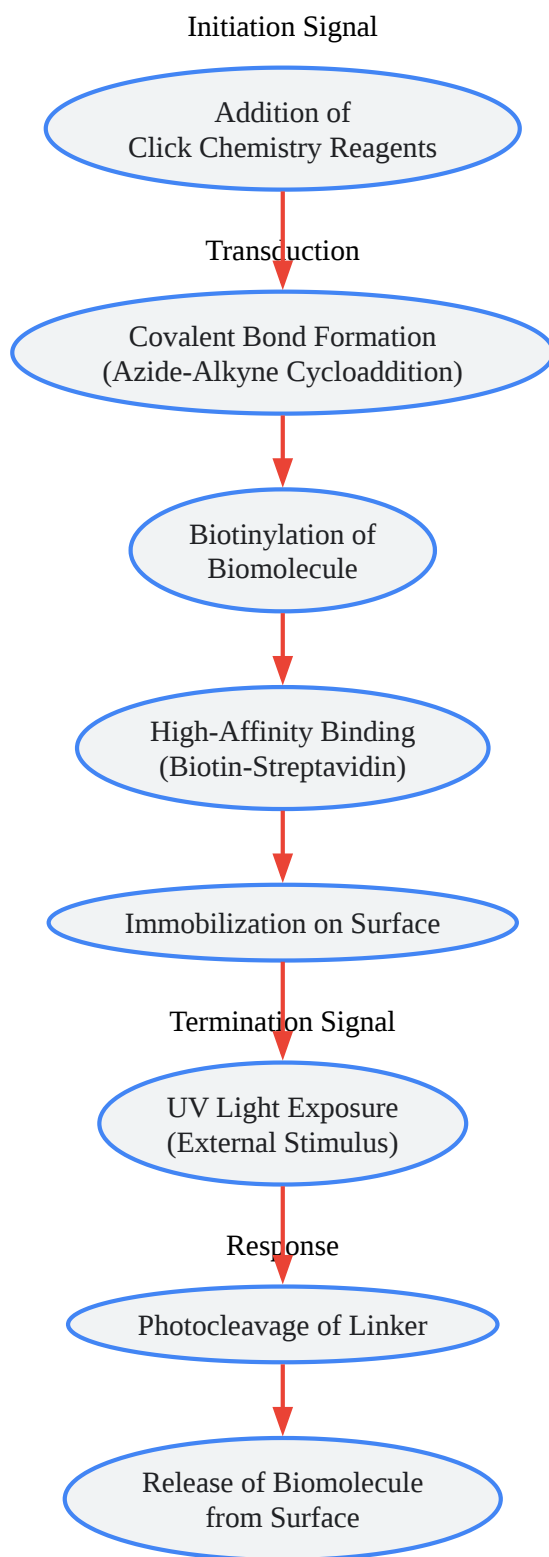 Initiation Signal
Addition of
Click Chemistry Reagents
Transduction
Covalent Bond Formation
(Azide-Alkyne Cycloaddition)
Biotinylation of
Biomolecule
High-Affinity Binding
(Biotin-Streptavidin)
Immobilization on Surface
Termination Signal
UV Light Exposure
(External Stimulus)
Response
Photocleavage of Linker
Release of Biomolecule
from Surface